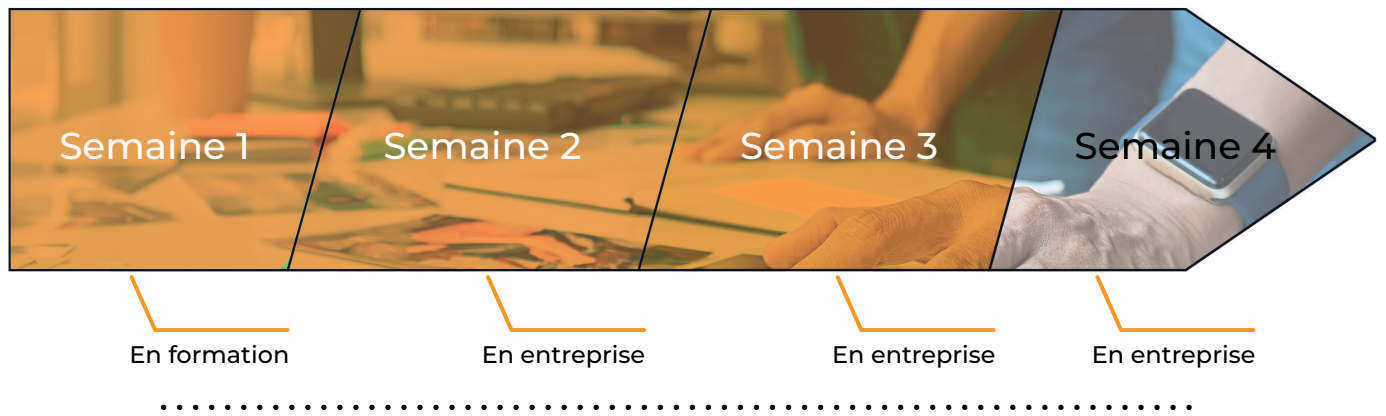 Semaine 1
Semaine 2
Semaine 3
Semaine 4
En formation
En entreprise
En entreprise
En entreprise